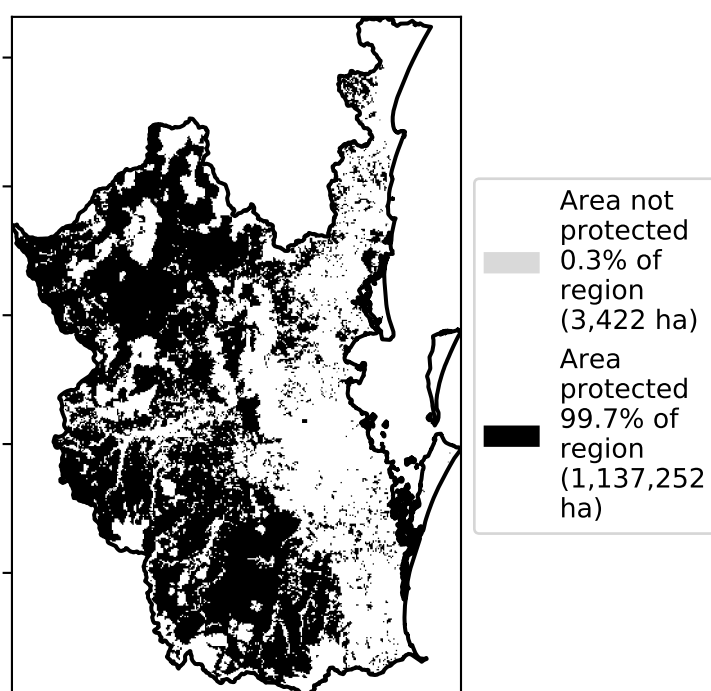 Area not
protected
0.3% of
region
(3,422 ha)
Area
protected
99.7% of
region
(1,137,252
ha)